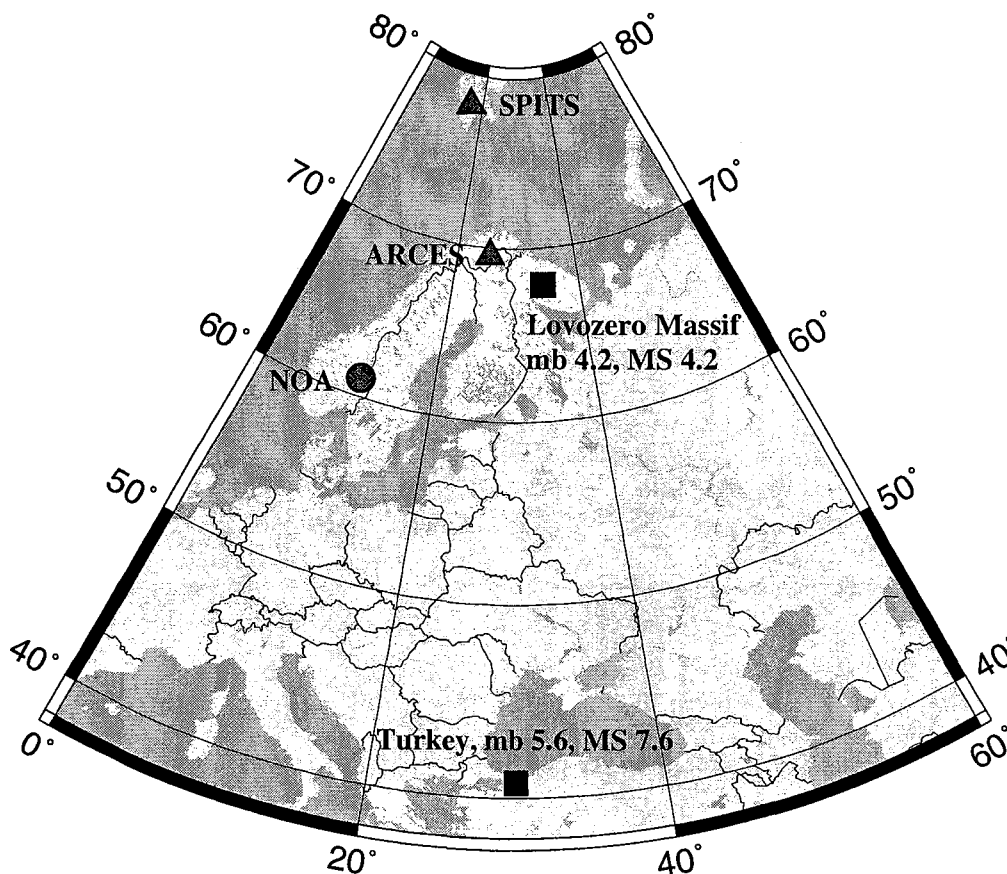 80° 80°
SPITS
70° 70°
ARCES
Lovozero Massif
mb 4.2, MS 4.2
60° 60°
NOA
50° 50°
40° 40°
Turkey, mb 5.6, MS 7.6
0° 60°
20° 40°